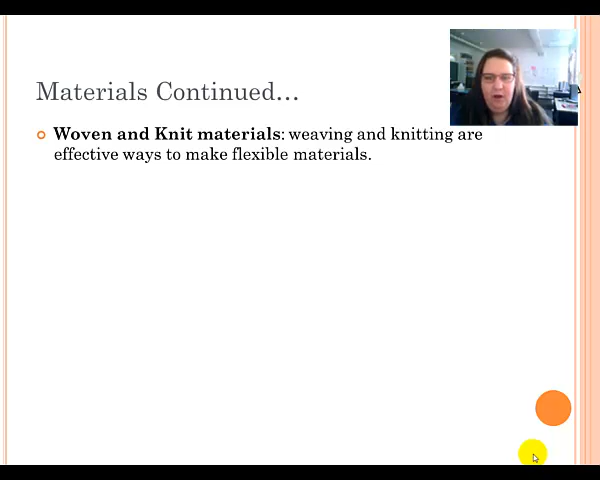 Materials Continued…
Woven and Knit materials: weaving and knitting are
effective ways to make flexible materials.